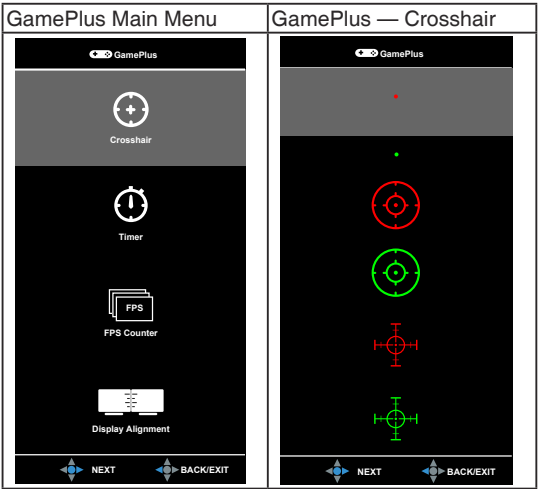 GamePlus Main Menu
GamePlus
Crosshair
Timer
FPS
FPS Counter
Display Alignment
NEXT BACK/EXIT
GamePlus — Crosshair
GamePlus
NEXT BACK/EXIT